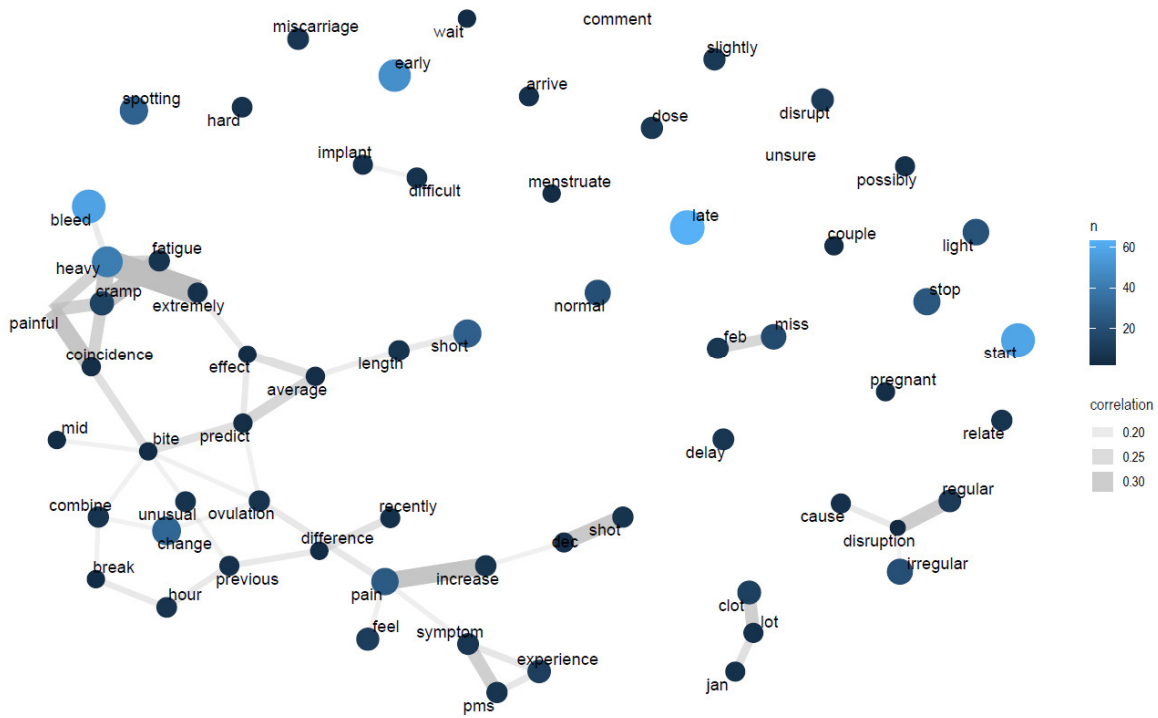 wait
comment
miscarriage
slightly
early
arrive
spotting
disrupt
hard
dose
implant
unsure
difficult
menstruate
possibly
late
bleed
couple
light
fatigue
heavy
cramp
stop
extremely
normal
painful
miss
feb
short
start
coincidence
length
effect
average
pregnant
mid
bite
predict
relate
delay
combine
unusual
ovulation
recently
regular
cause
shot
change
difference
dec
disruption
break
previous
increase
irregular
hour
pain
clot
feel
symptom
lot
experience
jan
pms
n
60
40
20
correlation
0.20
0.25
0.30